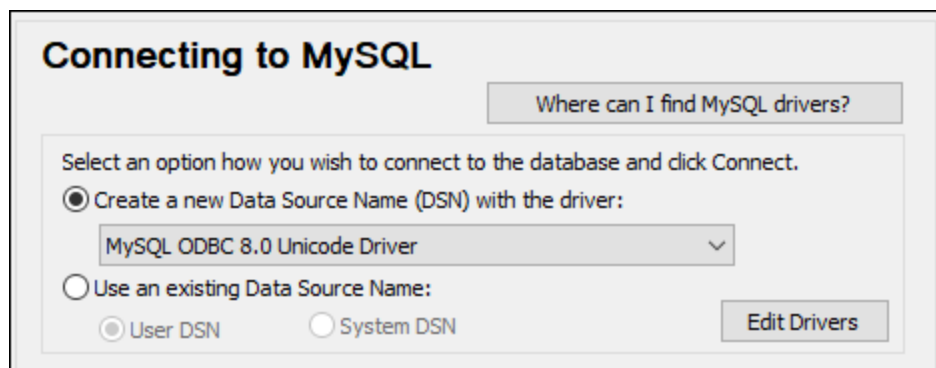 Connecting to MySQL
Where can I find MySQL drivers?
Select an option how you wish to connect to the database and click Connect.
Create a new Data Source Name (DSN) with the driver:
MySQL ODBC 8.0 Unicode Driver
Use an existing Data Source Name:
User DSN System DSN Edit Drivers